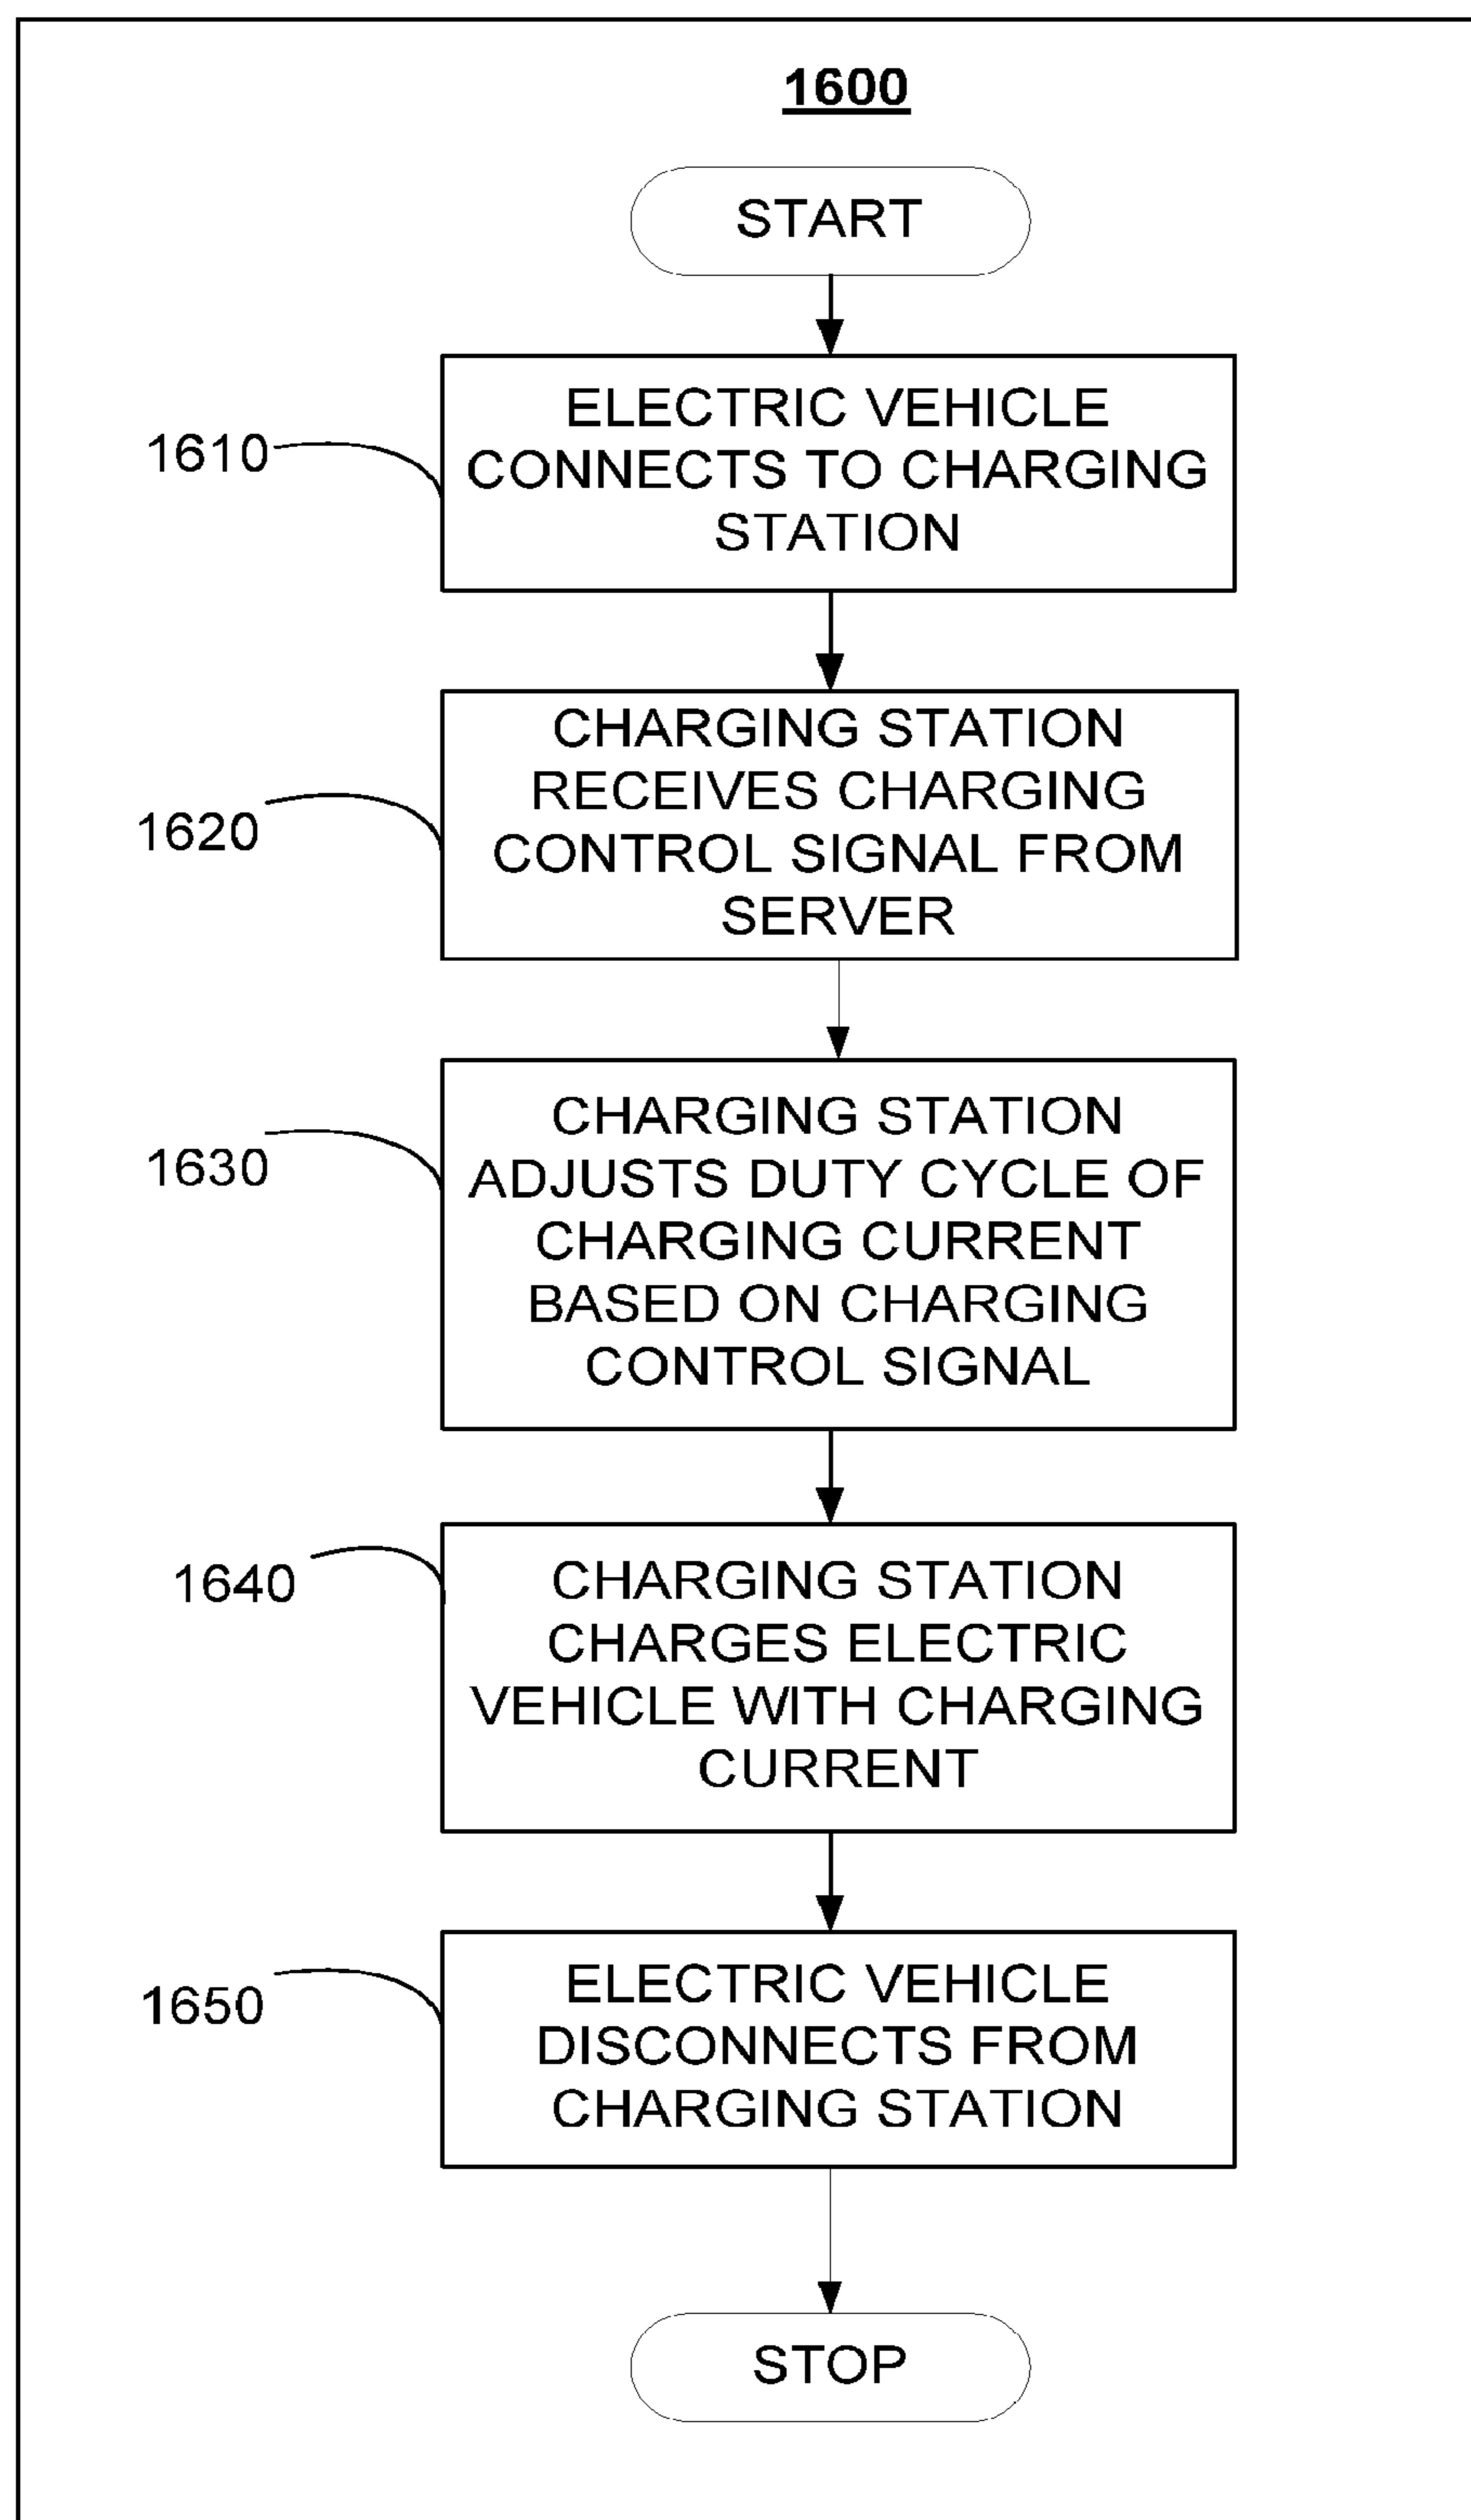 1600
START
1610
ELECTRIC VEHICLE
CONNECTS TO CHARGING
STATION
1620
CHARGING STATION
RECEIVES CHARGING
CONTROL SIGNAL FROM
SERVER
1630
CHARGING STATION
ADJUSTS DUTY CYCLE OF
CHARGING CURRENT
BASED ON CHARGING
CONTROL SIGNAL
1640
CHARGING STATION
CHARGES ELECTRIC
VEHICLE WITH CHARGING
CURRENT
1650
ELECTRIC VEHICLE
DISCONNECTS FROM
CHARGING STATION
STOP